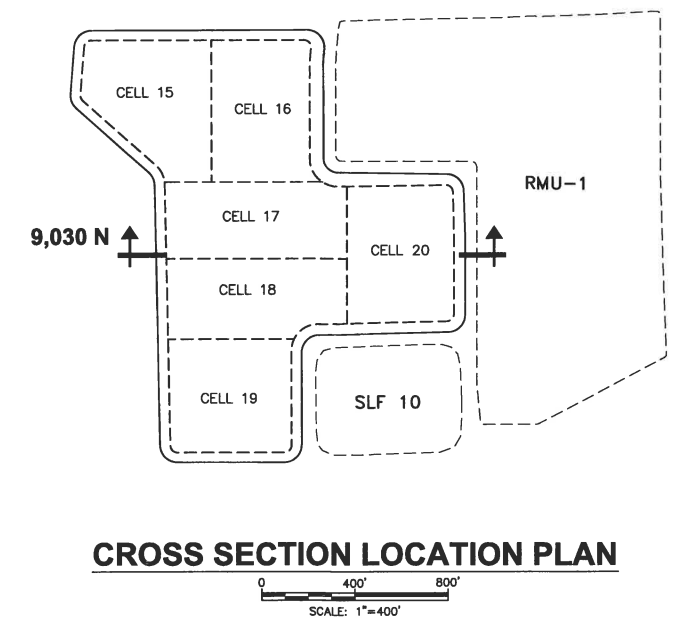 CELL 15
CELL 16
RMU-1
CELL 17
9,030 N
CELL 20
CELL 18
CELL 19
SLF 10
CROSS SECTION LOCATION PLAN
0 400' 800'
SCALE: 1"=400'